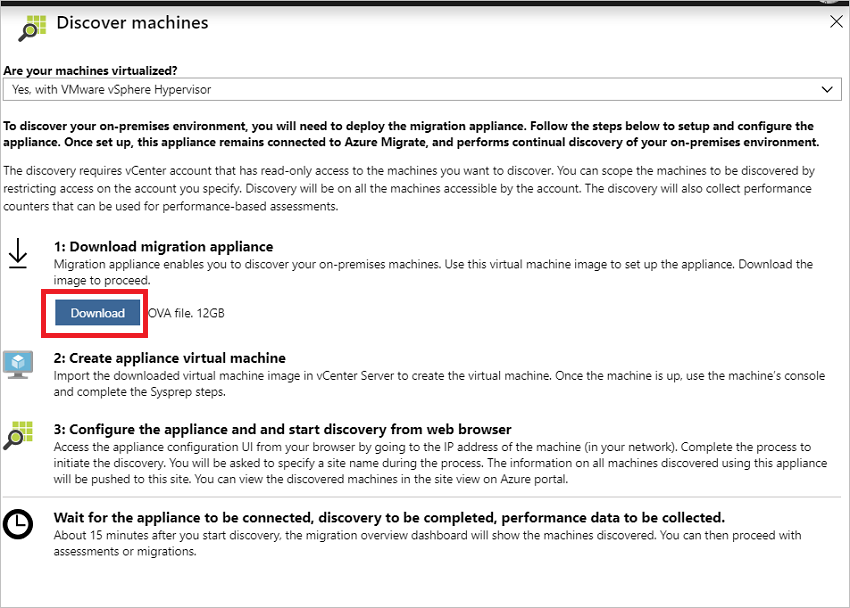 Discover machines
Are your machines virtualized?
Yes, with VMware vSphere Hypervisor
To discover your on-premises environment, you will need to deploy the migration appliance. Follow the steps below to setup and configure the
appliance. Once set up, this appliance remains connected to Azure Migrate, and performs continual discovery of your on-premises environment.
The discovery requires vCenter account that has read-only access to the machines you want to discover. You can scope the machines to be discovered by
restricting access on the account you specify. Discovery will be on all the machines accessible by the account. The discovery will also collect performance
counters that can be used for performance-based assessments.
1: Download migration appliance
Migration appliance enables you to discover your on-premises machines. Use this virtual machine image to set up the appliance. Download the
image to proceed.
Download OVA file. 12GB
2: Create appliance virtual machine
Import the downloaded virtual machine image in vCenter Server to create the virtual machine. Once the machine is up, use the machine's console
and complete the Sysprep steps.
3: Configure the appliance and and start discovery from web browser
Access the appliance configuration UI from your browser by going to the IP address of the machine (in your network). Complete the process to
initiate the discovery. You will be asked to specify a site name during the process. The information on all machines discovered using this appliance
will be pushed to this site. You can view the discovered machines in the site view on Azure portal.
Wait for the appliance to be connected, discovery to be completed, performance data to be collected.
About 15 minutes after you start discovery, the migration overview dashboard will show the machines discovered. You can then proceed with
assessments or migrations.